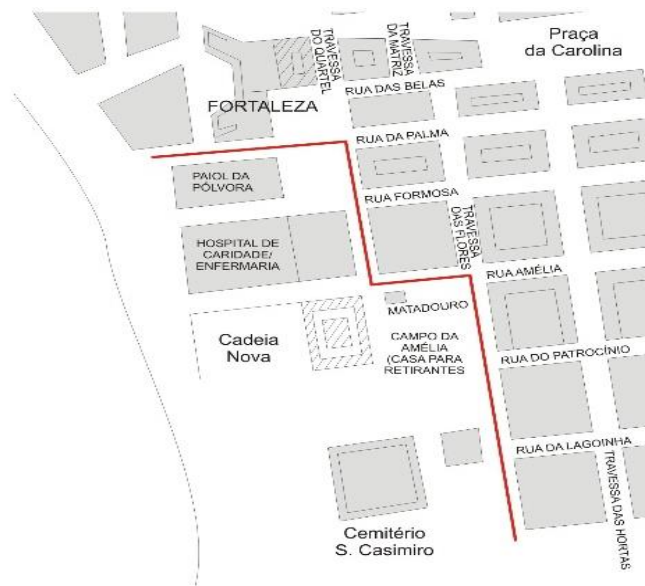 Praça
da Carolina
TRAVESSA
DO QUARTEL
TRAVESSA
DA MATRIZ
RUA DAS BELAS
FORTALEZA
RUA DA PALMA
PAIOL DA
PÓLVORA
RUA FORMOSA
TRAVESSA
DAS FLORES
HOSPITAL DE
CARIDADE/
ENFERMARIA
RUA AMÉLIA
MATADOURO
Cadeia
Nova
CAMPO DA
AMÉLIA
(CASA PARA
RETIRANTES
RUA DO PATROCÍNIO
RUA DA LAGOINHA
TRAVESSA DAS HORTAS
Cemitério
S. Casimiro